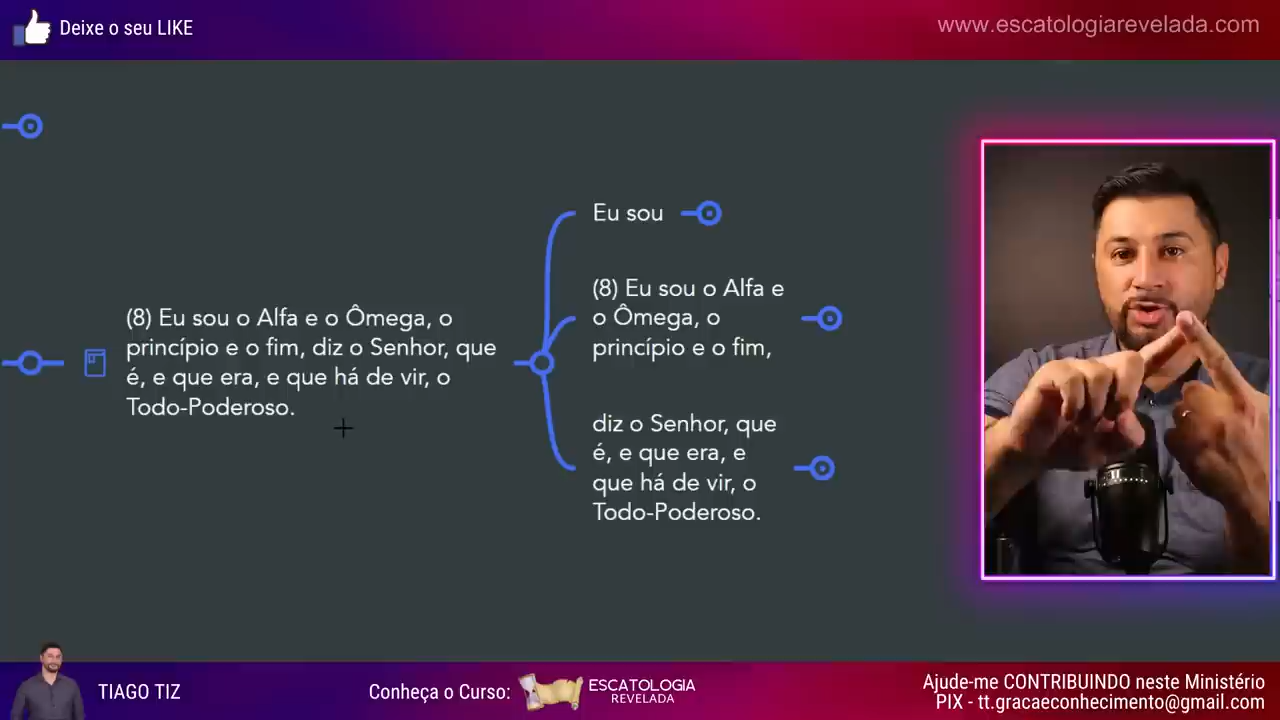 Deixe o seu LIKE
www.escatologiarevelada.com
(8) Eu sou o Alfa e o Ômega, o
princípio e o fim, diz o Senhor, que
é, e que era, e que há de vir, o
Todo-Poderoso.
Eu sou
(8) Eu sou o Alfa e
o Ômega, o
princípio e o fim,
diz o Senhor, que
é, e que era, e
que há de vir, o
Todo-Poderoso.
TIAGO TIZ
Conheça o Curso:
ESCATOLOGIA
REVELADA
Ajude-me CONTRIBUINDO neste Ministério
PIX - tt.gracaeconhecimento@gmail.com